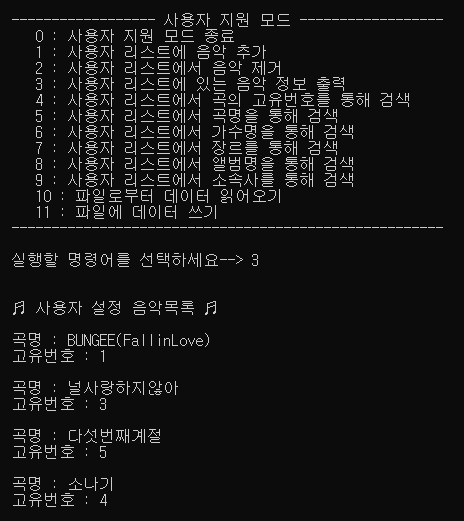 ------------------ 사용자 지원 모드 ------------------
0 : 사용자 지원 모드 종료
1 : 사용자 리스트에 음악 추가
2 : 사용자 리스트에서 음악 제거
3 : 사용자 리스트에 있는 음악 정보 출력
4 : 사용자 리스트에서 곡의 고유번호를 통해 검색
5 : 사용자 리스트에서 곡명을 통해 검색
6 : 사용자 리스트에서 가수명을 통해 검색
7 : 사용자 리스트에서 장르를 통해 검색
8 : 사용자 리스트에서 앨범명을 통해 검색
9 : 사용자 리스트에서 소속사를 통해 검색
10 : 파일로부터 데이터 읽어오기
11 : 파일에 데이터 쓰기
------------------------------------------------------
실행할 명령어를 선택하세요--> 3
♬ 사용자 설정 음악목록 ♬
곡명 : BUNGEE(FallinLove)
고유번호 : 1
곡명 : 널사랑하지않아
고유번호 : 3
곡명 : 다섯번째계절
고유번호 : 5
곡명 : 소나기
고유번호 : 4